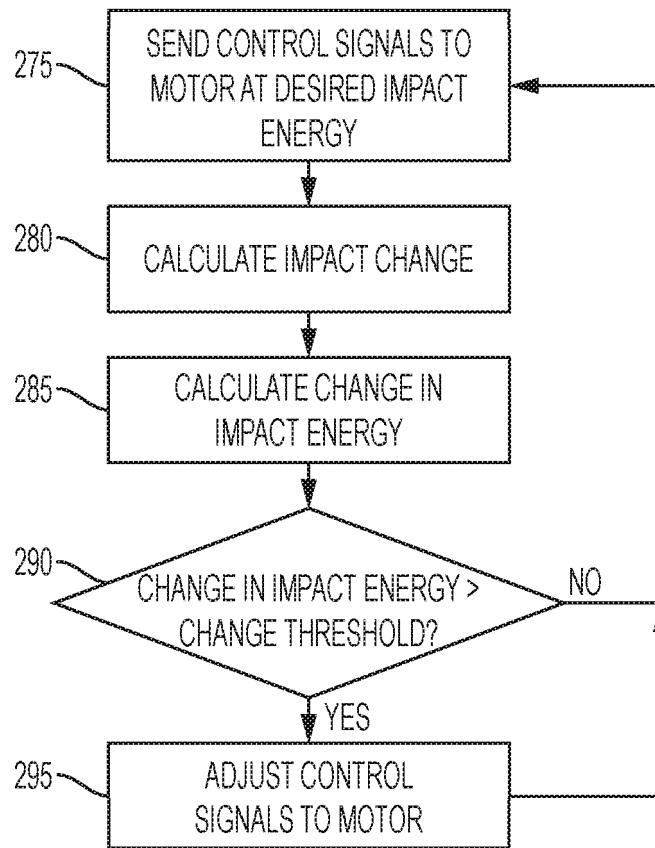 275
SEND CONTROL SIGNALS TO
MOTOR AT DESIRED IMPACT
ENERGY
280
CALCULATE IMPACT CHANGE
285
CALCULATE CHANGE IN
IMPACT ENERGY
290
CHANGE IN IMPACT ENERGY >
CHANGE THRESHOLD?
NO
YES
295
ADJUST CONTROL
SIGNALS TO MOTOR